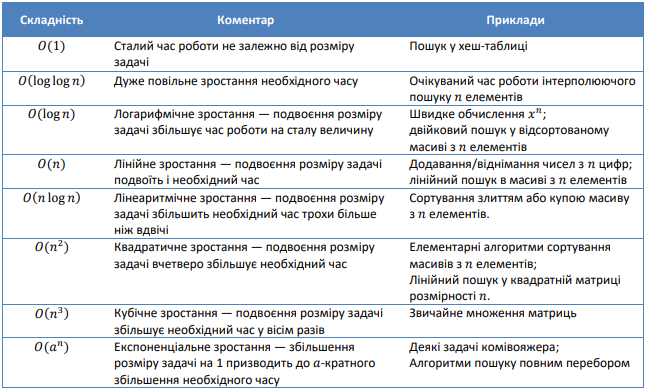 Складність Коментар Приклади
O(1) Сталий час роботи не залежно від розміру Пошук у хеш-таблиці
задачі
O(log log n) Дуже повільне зростання необхідного часу Очікуваний час роботи інтерполюючого
пошуку n елементів
O(log n) Логарифмічне зростання — подвоєння розміру Швидке обчислення xⁿ;
задачі збільшує час роботи на сталу величину двійковий пошук у відсортованому
масиві з n елементів
O(n) Лінійне зростання — подвоєння розміру задачі Додавання/віднімання чисел з n цифр;
подвоїть і необхідний час лінійний пошук в масиві з n елементів
O(n log n) Лінеаритмічне зростання — подвоєння розміру Сортування злиттям або купою масиву
задачі збільшить необхідний час трохи більше з n елементів.
ніж вдвічі
O(n²) Квадратичне зростання — подвоєння розміру Елементарні алгоритми сортування
задачі вчетверо збільшує необхідний час масивів з n елементів;
Лінійний пошук у квадратній матриці
розмірності n.
O(n³) Кубічне зростання — подвоєння розміру задачі Звичайне множення матриць
збільшує необхідний час у вісім разів
O(aⁿ) Експоненціальне зростання — збільшення Деякі задачі комівояжера;
розміру задачі на 1 призводить до a-кратного Алгоритми пошуку повним перебором
збільшення необхідного часу